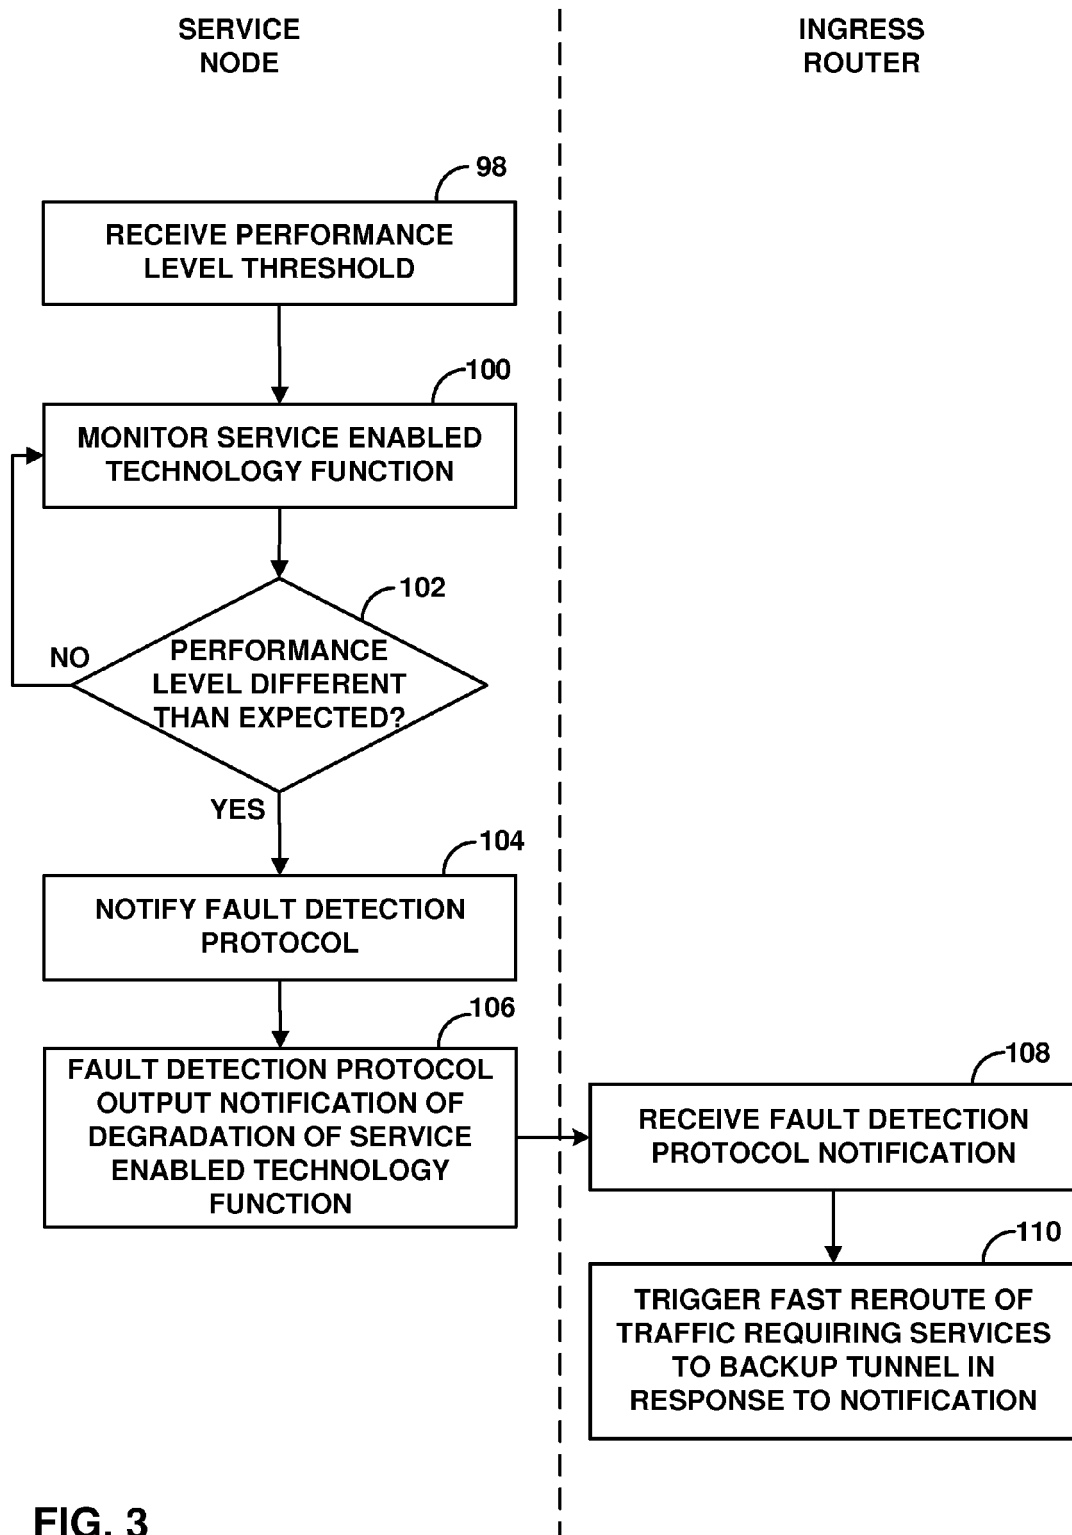 SERVICE
NODE
INGRESS
ROUTER
98
RECEIVE PERFORMANCE
LEVEL THRESHOLD
100
MONITOR SERVICE ENABLED
TECHNOLOGY FUNCTION
102
PERFORMANCE
LEVEL DIFFERENT
THAN EXPECTED?
NO
YES
104
NOTIFY FAULT DETECTION
PROTOCOL
106
FAULT DETECTION PROTOCOL
OUTPUT NOTIFICATION OF
DEGRADATION OF SERVICE
ENABLED TECHNOLOGY
FUNCTION
108
RECEIVE FAULT DETECTION
PROTOCOL NOTIFICATION
110
TRIGGER FAST REROUTE OF
TRAFFIC REQUIRING SERVICES
TO BACKUP TUNNEL IN
RESPONSE TO NOTIFICATION
FIG. 3